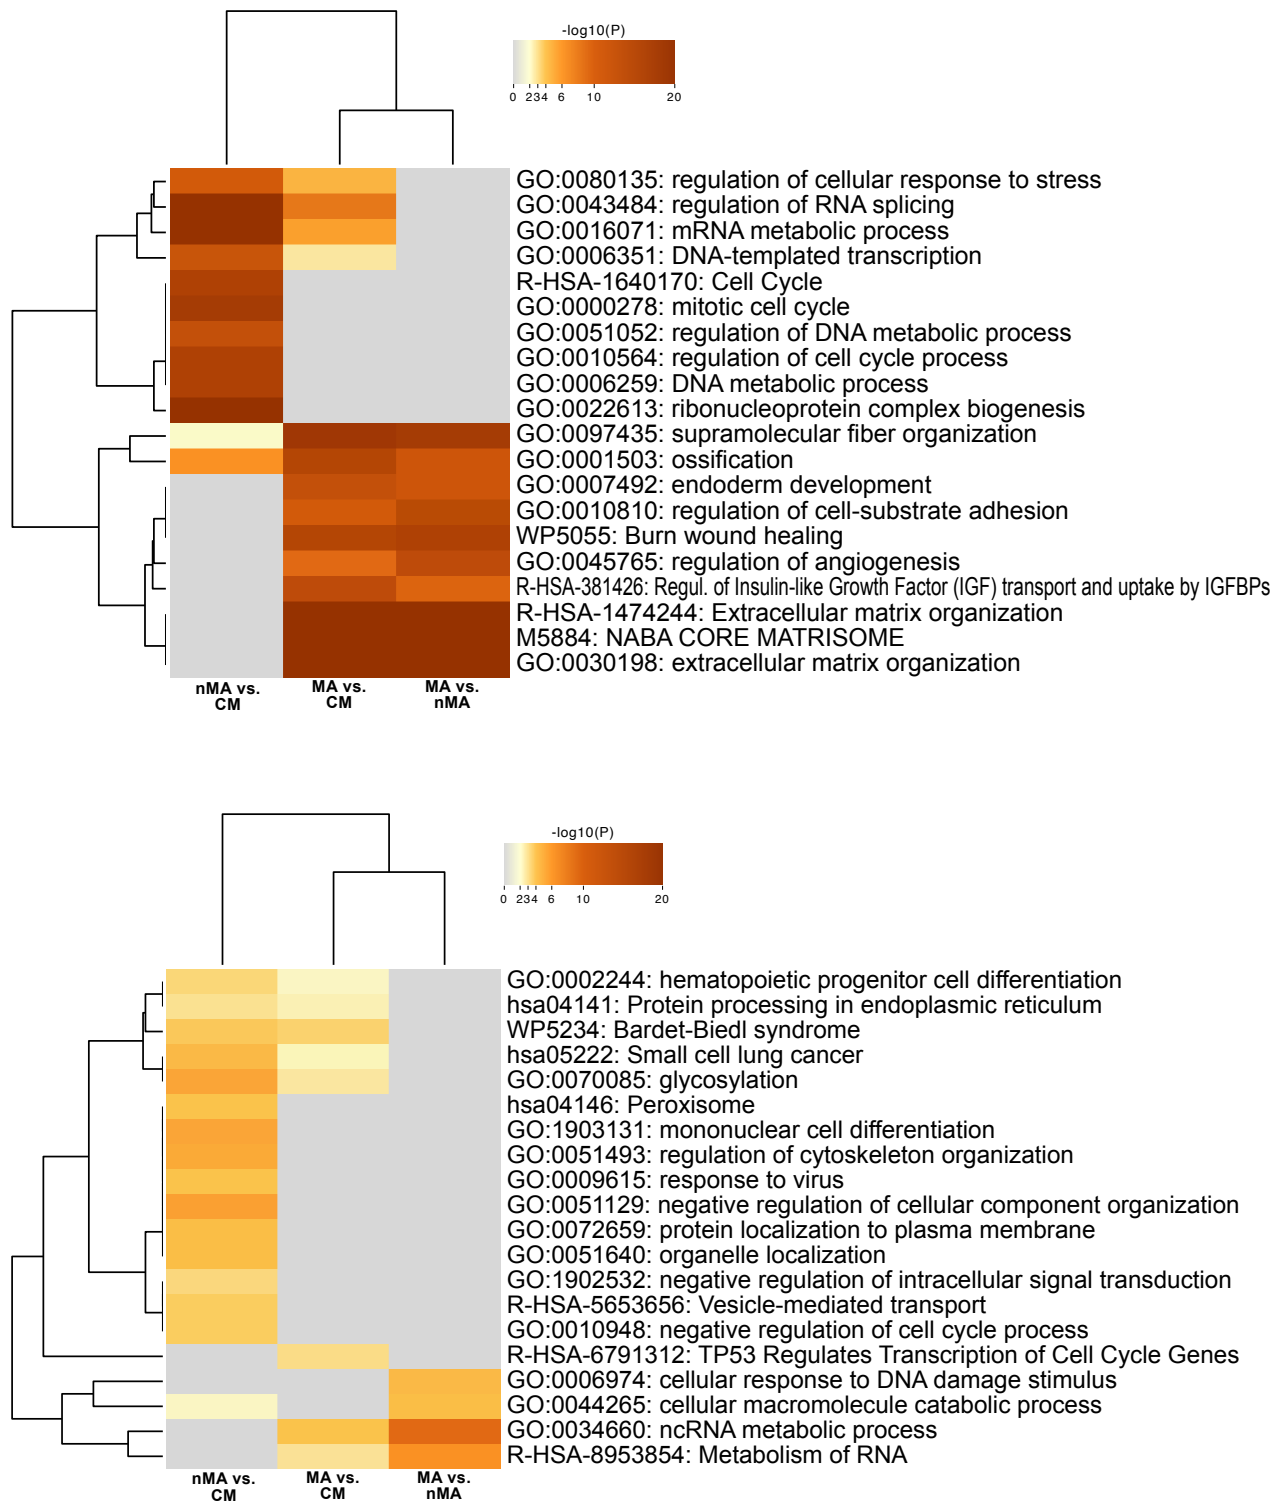 -log10(P)
0 2 3 4 6 10 20
GO:0080135: regulation of cellular response to stress
GO:0043484: regulation of RNA splicing
GO:0016071: mRNA metabolic process
GO:0006351: DNA-templated transcription
R-HSA-1640170: Cell Cycle
GO:0000278: mitotic cell cycle
GO:0051052: regulation of DNA metabolic process
GO:0010564: regulation of cell cycle process
GO:0006259: DNA metabolic process
GO:0022613: ribonucleoprotein complex biogenesis
GO:0097435: supramolecular fiber organization
GO:0001503: ossification
GO:0007492: endoderm development
GO:0010810: regulation of cell-substrate adhesion
WP5055: Burn wound healing
GO:0045765: regulation of angiogenesis
R-HSA-381426: Regul. of Insulin-like Growth Factor (IGF) transport and uptake by IGFBPs
R-HSA-1474244: Extracellular matrix organization
M5884: NABA CORE MATRISOME
GO:0030198: extracellular matrix organization
nMA vs. MA vs. MA vs.
CM CM nMA
-log10(P)
0 2 3 4 6 10 20
GO:0002244: hematopoietic progenitor cell differentiation
hsa04141: Protein processing in endoplasmic reticulum
WP5234: Bardet-Biedl syndrome
hsa05222: Small cell lung cancer
GO:0070085: glycosylation
hsa04146: Peroxisome
GO:1903131: mononuclear cell differentiation
GO:0051493: regulation of cytoskeleton organization
GO:0009615: response to virus
GO:0051129: negative regulation of cellular component organization
GO:0072659: protein localization to plasma membrane
GO:0051640: organelle localization
GO:1902532: negative regulation of intracellular signal transduction
R-HSA-5653656: Vesicle-mediated transport
GO:0010948: negative regulation of cell cycle process
R-HSA-6791312: TP53 Regulates Transcription of Cell Cycle Genes
GO:0006974: cellular response to DNA damage stimulus
GO:0044265: cellular macromolecule catabolic process
GO:0034660: ncRNA metabolic process
R-HSA-8953854: Metabolism of RNA
nMA vs. MA vs. MA vs.
CM CM nMA